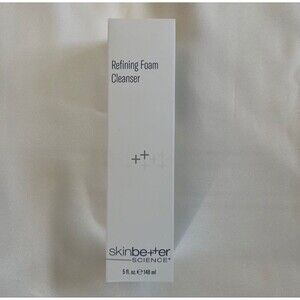 Refining Foam
Cleanser
skinbetter
SCIENCE®
5 fl. oz. ℮ 148 ml